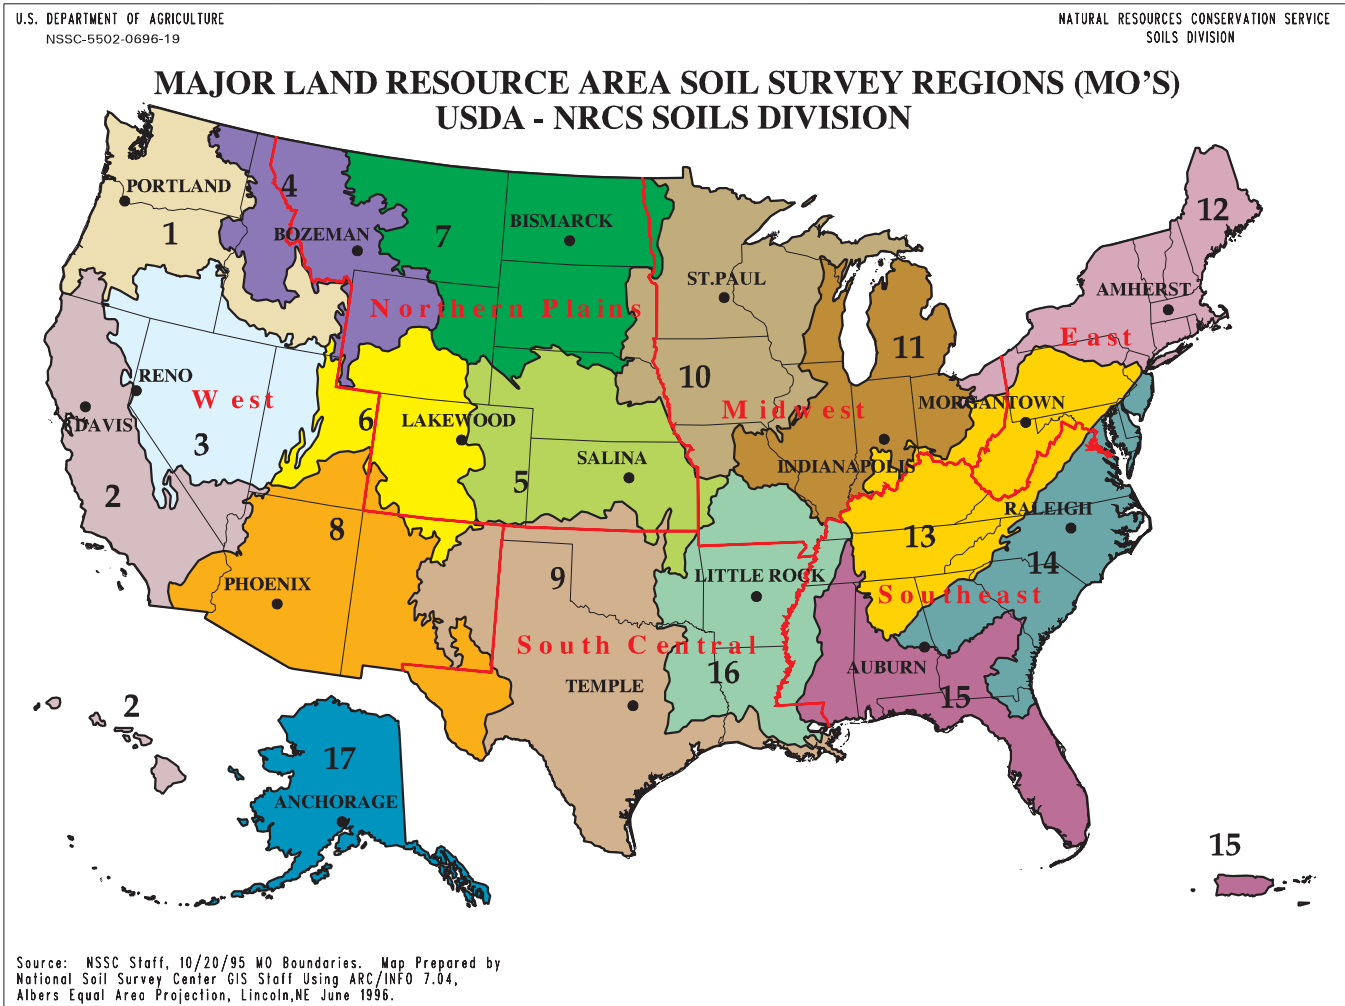 U.S. DEPARTMENT OF AGRICULTURE
NSSC-5502-0696-19
NATURAL RESOURCES CONSERVATION SERVICE
SOILS DIVISION
MAJOR LAND RESOURCE AREA SOIL SURVEY REGIONS (MO'S)
USDA - NRCS SOILS DIVISION
PORTLAND
1
4
BOZEMAN
7
BISMARCK
12
ST.PAUL
AMHERST
Northern Plains
East
11
RENO
West
10
Midwest
MORGANTOWN
DAVIS
3
6
LAKEWOOD
SALINA
5
INDIANAPOLIS
2
8
13
RALEIGH
14
PHOENIX
9
LITTLE ROCK
Southeast
South Central
16
AUBURN
15
TEMPLE
2
17
ANCHORAGE
15
Source: NSSC Staff, 10/20/95 MO Boundaries. Map Prepared by
National Soil Survey Center GIS Staff Using ARC/INFO 7.04,
Albers Equal Area Projection, Lincoln,NE June 1996.